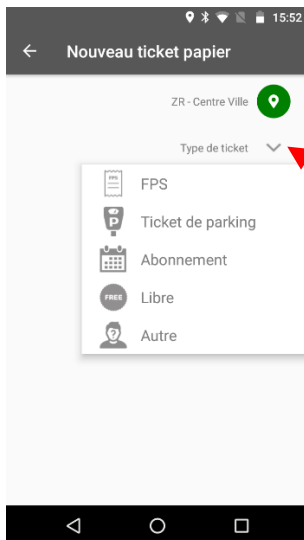 15:52
Nouveau ticket papier
ZR - Centre Ville
Type de ticket
FPS
FPS
P
Ticket de parking
Abonnement
FREE
Libre
?
Autre